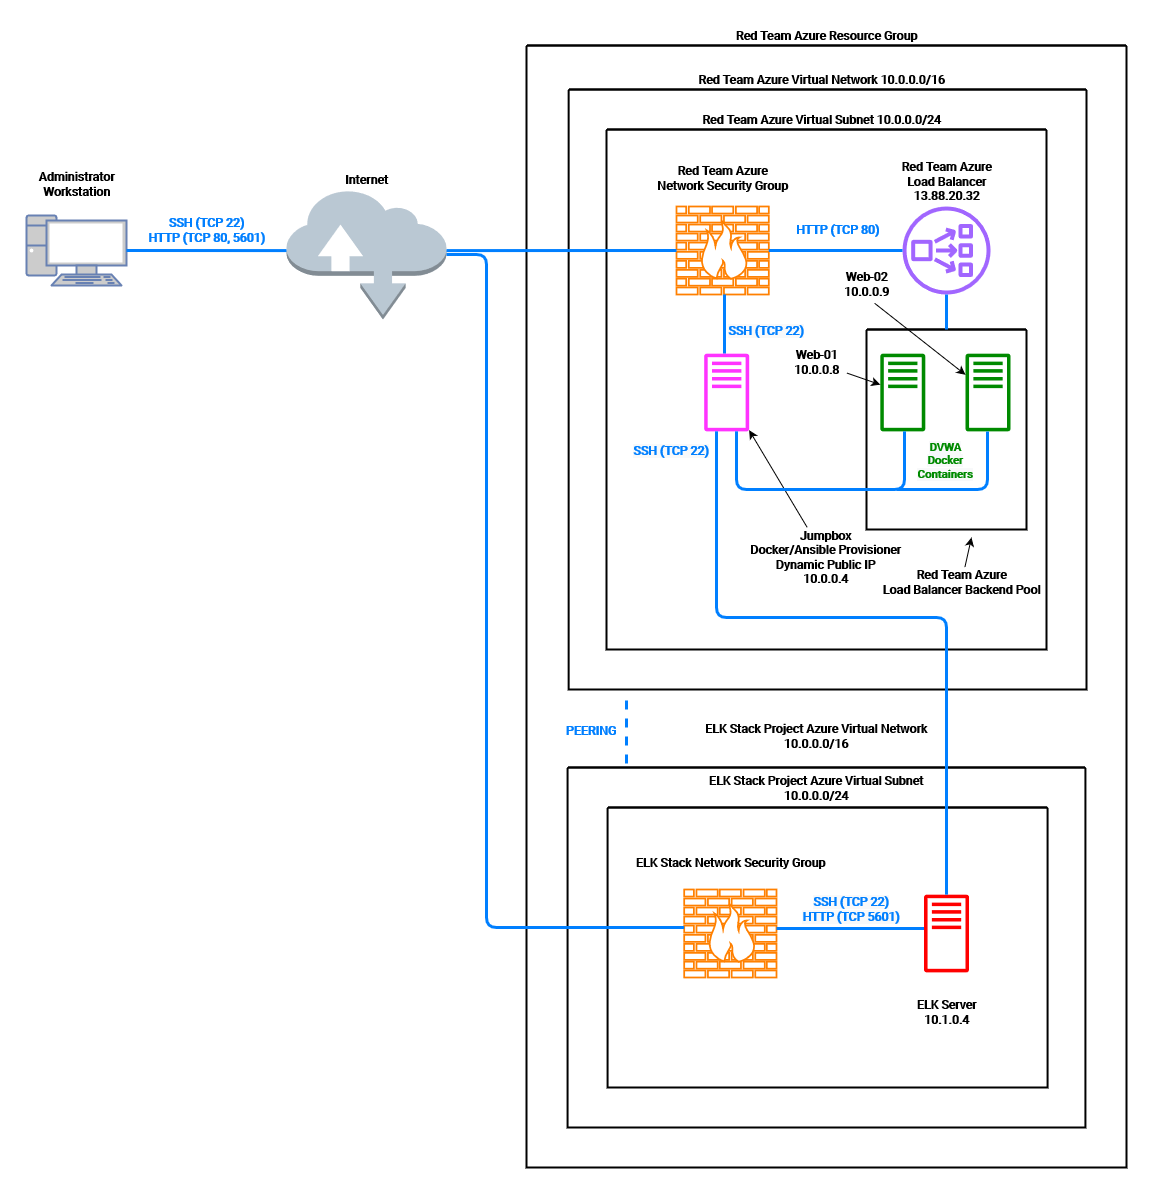 Red Team Azure Resource Group
Red Team Azure Virtual Network 10.0.0.0/16
Red Team Azure Virtual Subnet 10.0.0.0/24
Administrator
Workstation
Internet
SSH (TCP 22)
HTTP (TCP 80, 5601)
Red Team Azure
Network Security Group
Red Team Azure
Load Balancer
13.88.20.32
HTTP (TCP 80)
Web-02
10.0.0.9
SSH (TCP 22)
Web-01
10.0.0.8
SSH (TCP 22)
DVWA
Docker
Containers
Jumpbox
Docker/Ansible Provisioner
Dynamic Public IP
10.0.0.4
Red Team Azure
Load Balancer Backend Pool
PEERING
ELK Stack Project Azure Virtual Network
10.0.0.0/16
ELK Stack Project Azure Virtual Subnet
10.0.0.0/24
ELK Stack Network Security Group
SSH (TCP 22)
HTTP (TCP 5601)
ELK Server
10.1.0.4